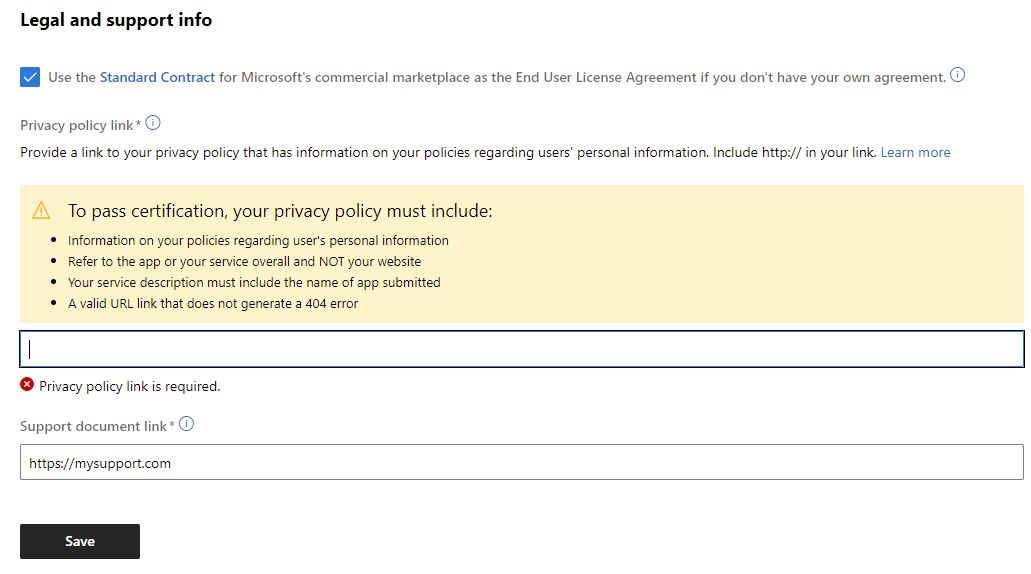 Legal and support info
Use the Standard Contract for Microsoft's commercial marketplace as the End User License Agreement if you don't have your own agreement.
Privacy policy link *
Provide a link to your privacy policy that has information on your policies regarding users' personal information. Include http:// in your link. Learn more
To pass certification, your privacy policy must include:
• Information on your policies regarding user's personal information
• Refer to the app or your service overall and NOT your website
• Your service description must include the name of app submitted
• A valid URL link that does not generate a 404 error
Privacy policy link is required.
Support document link *
https://mysupport.com
Save